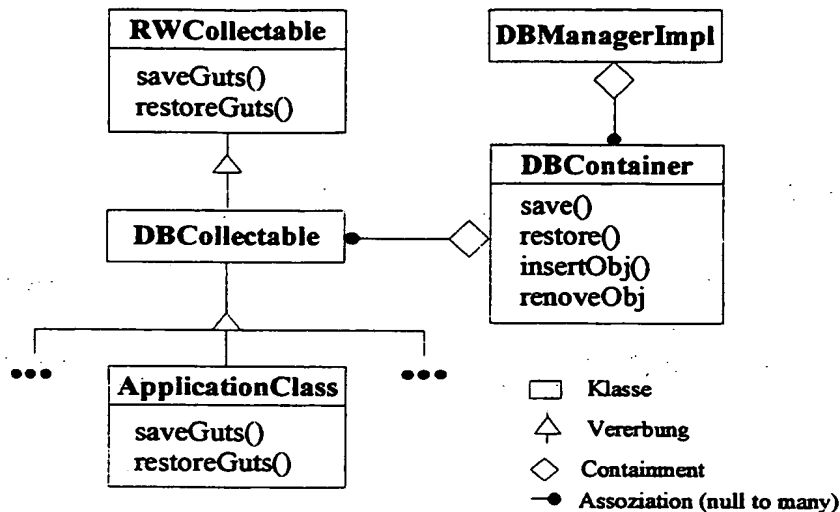 RWCollectable
saveGuts()
restoreGuts()
DBManagerImpl
DBContainer
save()
restore()
insertObj()
renoveObj
DBCollectable
ApplicationClass
saveGuts()
restoreGuts()
Klasse
Vererbung
Containment
Assoziation (null to many)